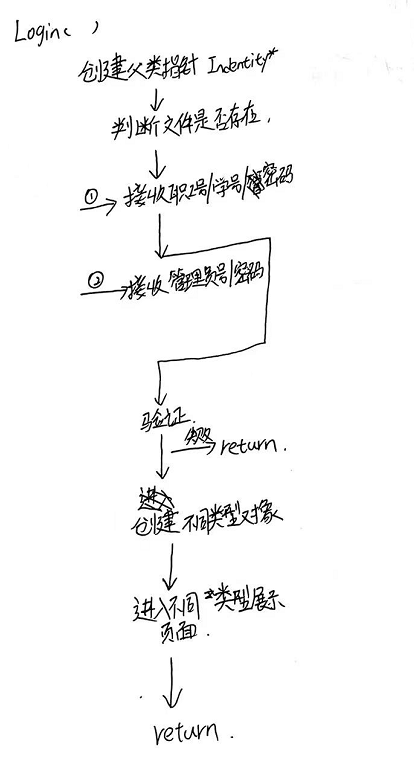 Login( )
创建父类指针 Indentity*
判断文件是否存在.
① 接收职工号/学号/密码
② 接收管理员号/密码
验证.
失败 return.
创建不同类型对象
进入不同类型展示
页面.
return.